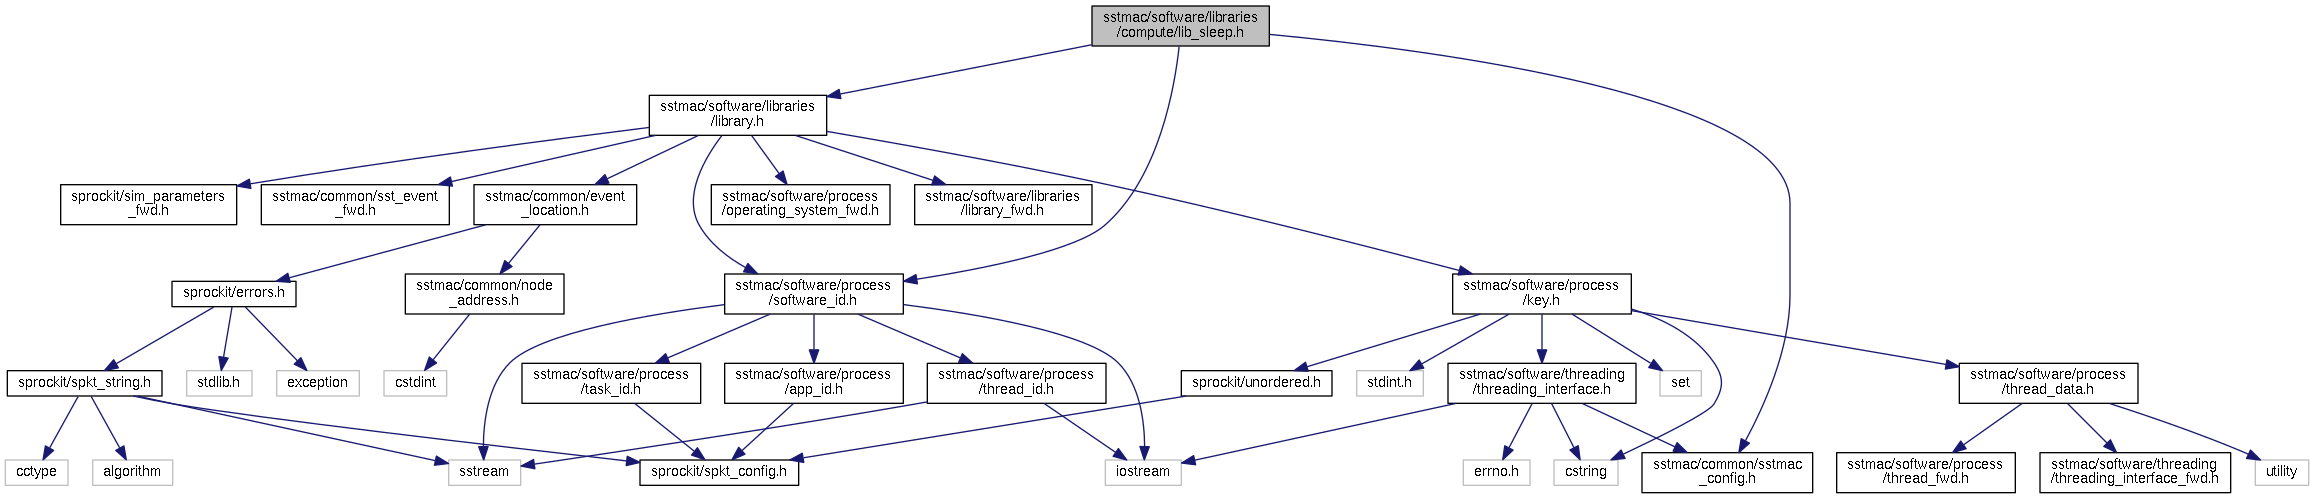 sstmac/software/libraries
/compute/lib_sleep.h
sstmac/software/libraries
/library.h
sprockit/sim_parameters
_fwd.h
sstmac/common/sst_event
_fwd.h
sstmac/common/event
_location.h
sstmac/software/process
/operating_system_fwd.h
sstmac/software/libraries
/library_fwd.h
sprockit/errors.h
sstmac/common/node
_address.h
sstmac/software/process
/software_id.h
sstmac/software/process
/key.h
sprockit/spkt_string.h
stdlib.h
exception
cstdint
sstmac/software/process
/task_id.h
sstmac/software/process
/app_id.h
sstmac/software/process
/thread_id.h
sprockit/unordered.h
stdint.h
sstmac/software/threading
/threading_interface.h
set
sstmac/software/process
/thread_data.h
cctype
algorithm
sstream
sprockit/spkt_config.h
iostream
errno.h
cstring
sstmac/common/sstmac
_config.h
sstmac/software/process
/thread_fwd.h
sstmac/software/threading
/threading_interface_fwd.h
utility